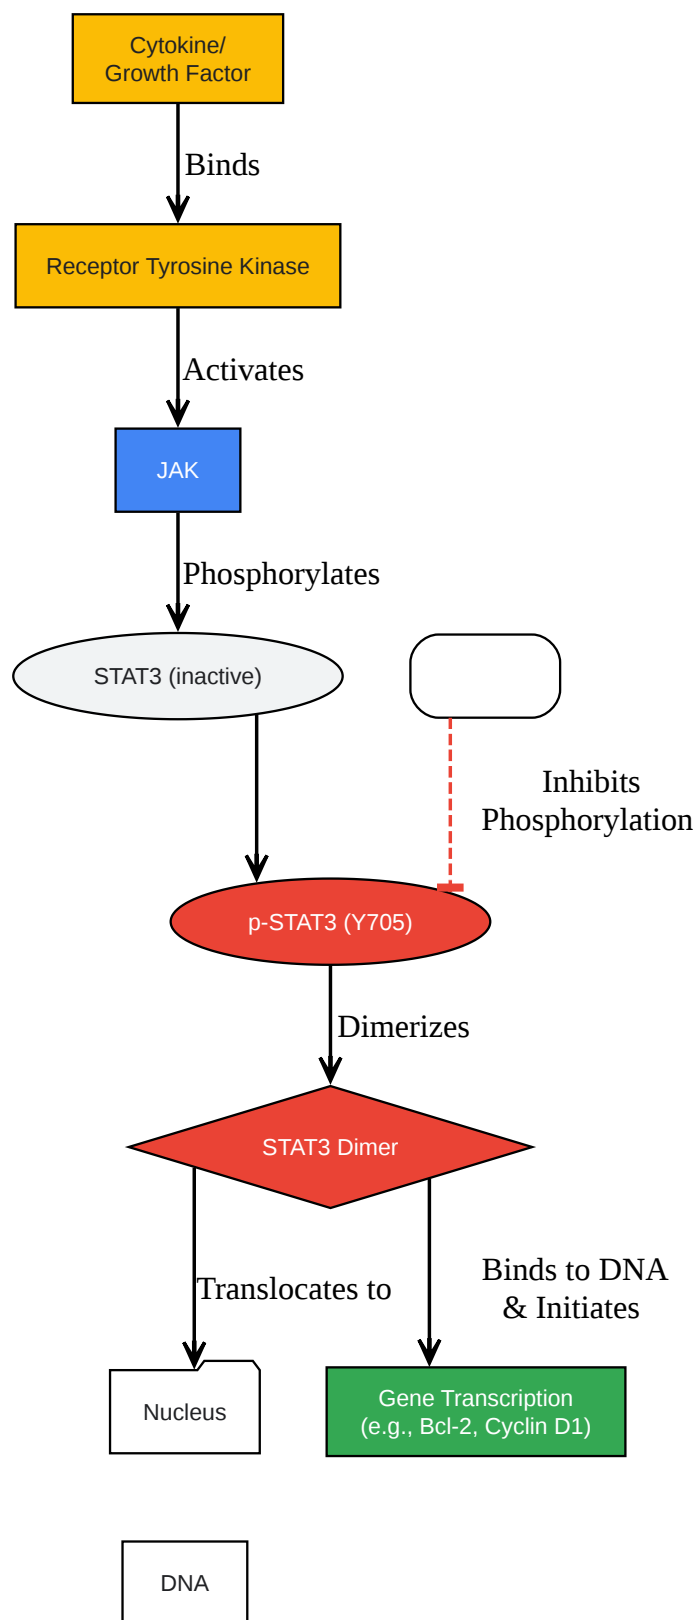 Cytokine/
Growth Factor
Binds
Receptor Tyrosine Kinase
Activates
JAK
Phosphorylates
STAT3 (inactive)
Inhibits
Phosphorylation
p-STAT3 (Y705)
Dimerizes
STAT3 Dimer
Translocates to
Binds to DNA
& Initiates
Nucleus
Gene Transcription
(e.g., Bcl-2, Cyclin D1)
DNA